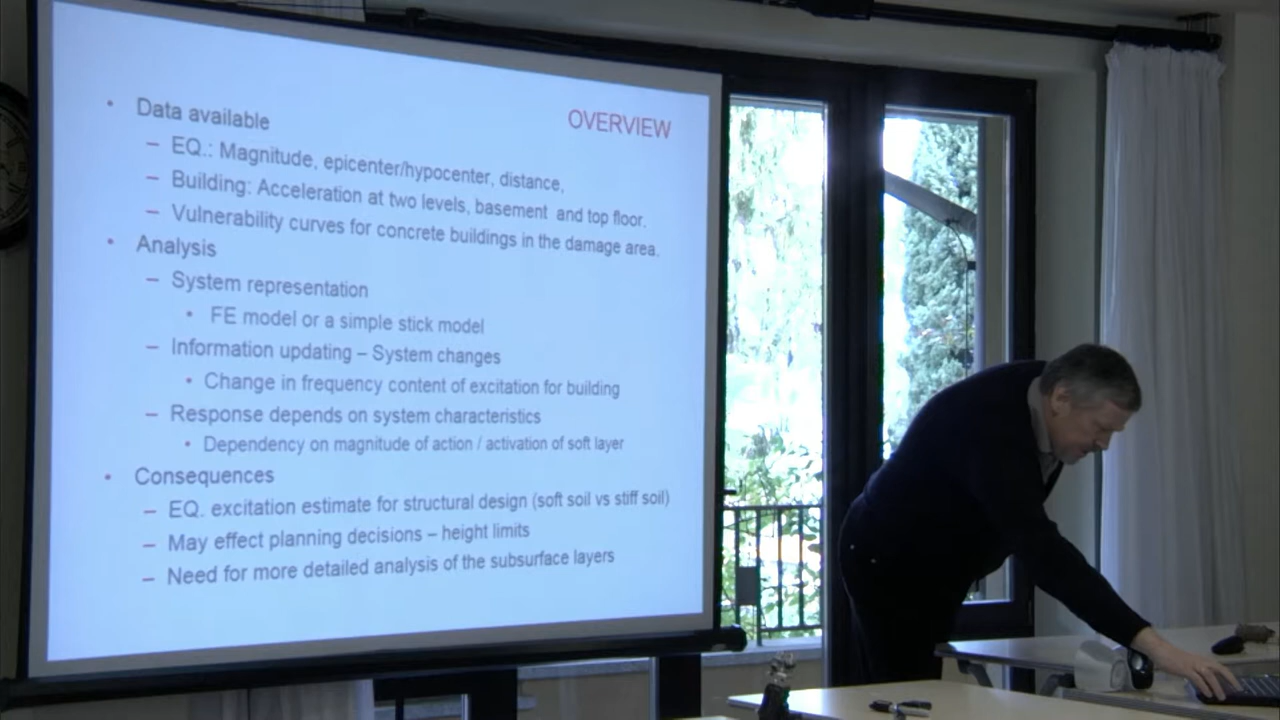 OVERVIEW
• Data available
– EQ.: Magnitude, epicenter/hypocenter, distance,
– Building: Acceleration at two levels, basement and top floor.
– Vulnerability curves for concrete buildings in the damage area.
• Analysis
– System representation
• FE model or a simple stick model
– Information updating – System changes
• Change in frequency content of excitation for building
– Response depends on system characteristics
• Dependency on magnitude of action / activation of soft layer
• Consequences
– EQ. excitation estimate for structural design (soft soil vs stiff soil)
– May effect planning decisions – height limits
– Need for more detailed analysis of the subsurface layers